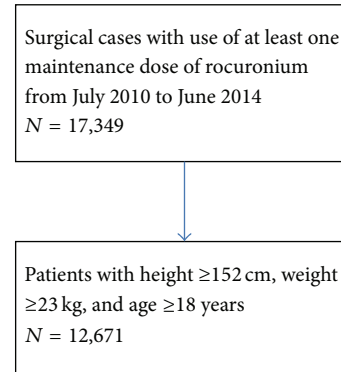 Surgical cases with use of at least one
maintenance dose of rocuronium
from July 2010 to June 2014
N = 17,349
Patients with height ≥152 cm, weight
≥23 kg, and age ≥18 years
N = 12,671